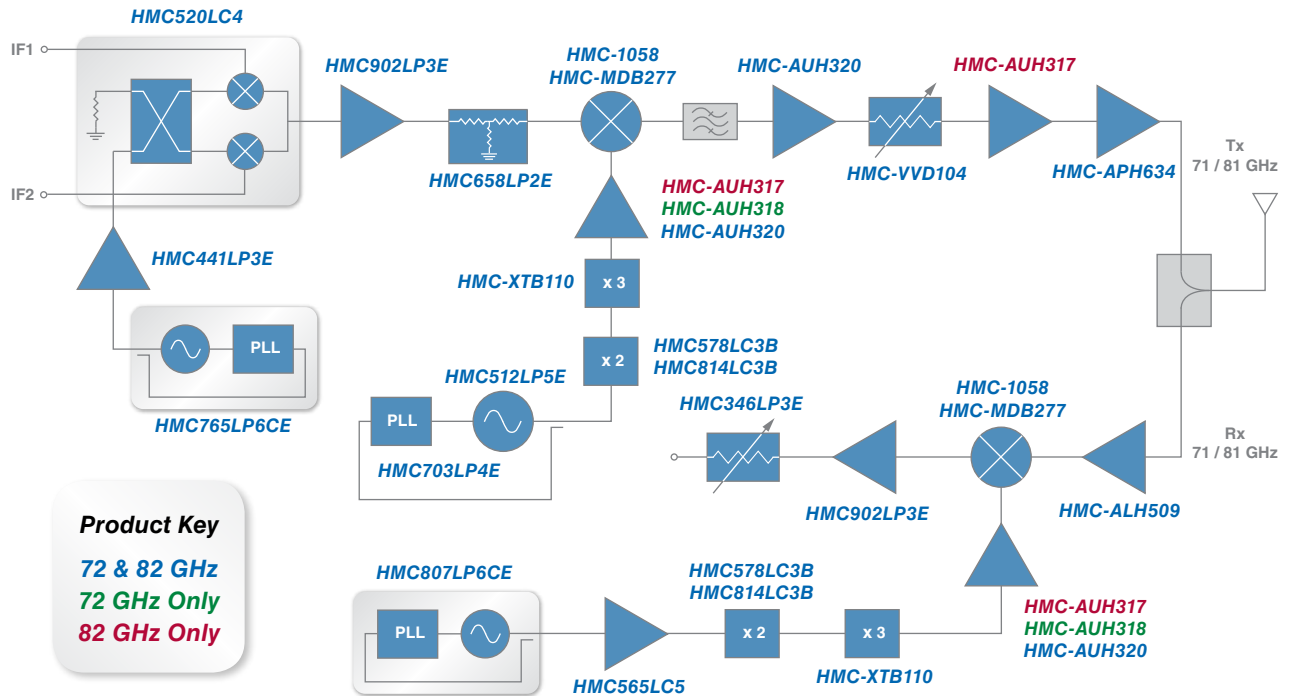 HMC520LC4
IF1
IF2
HMC902LP3E
HMC658LP2E
HMC-1058
HMC-MDB277
HMC-AUH320
HMC-VVD104
HMC-AUH317
HMC-APH634
Tx
71 / 81 GHz
HMC441LP3E
PLL
HMC765LP6CE
HMC-AUH317
HMC-AUH318
HMC-AUH320
HMC-XTB110
x 3
x 2
HMC578LC3B
HMC814LC3B
HMC512LP5E
PLL
HMC703LP4E
HMC346LP3E
HMC902LP3E
HMC-1058
HMC-MDB277
HMC-ALH509
Rx
71 / 81 GHz
Product Key
72 & 82 GHz
72 GHz Only
82 GHz Only
HMC807LP6CE
PLL
HMC565LC5
HMC578LC3B
HMC814LC3B
x 2
x 3
HMC-XTB110
HMC-AUH317
HMC-AUH318
HMC-AUH320